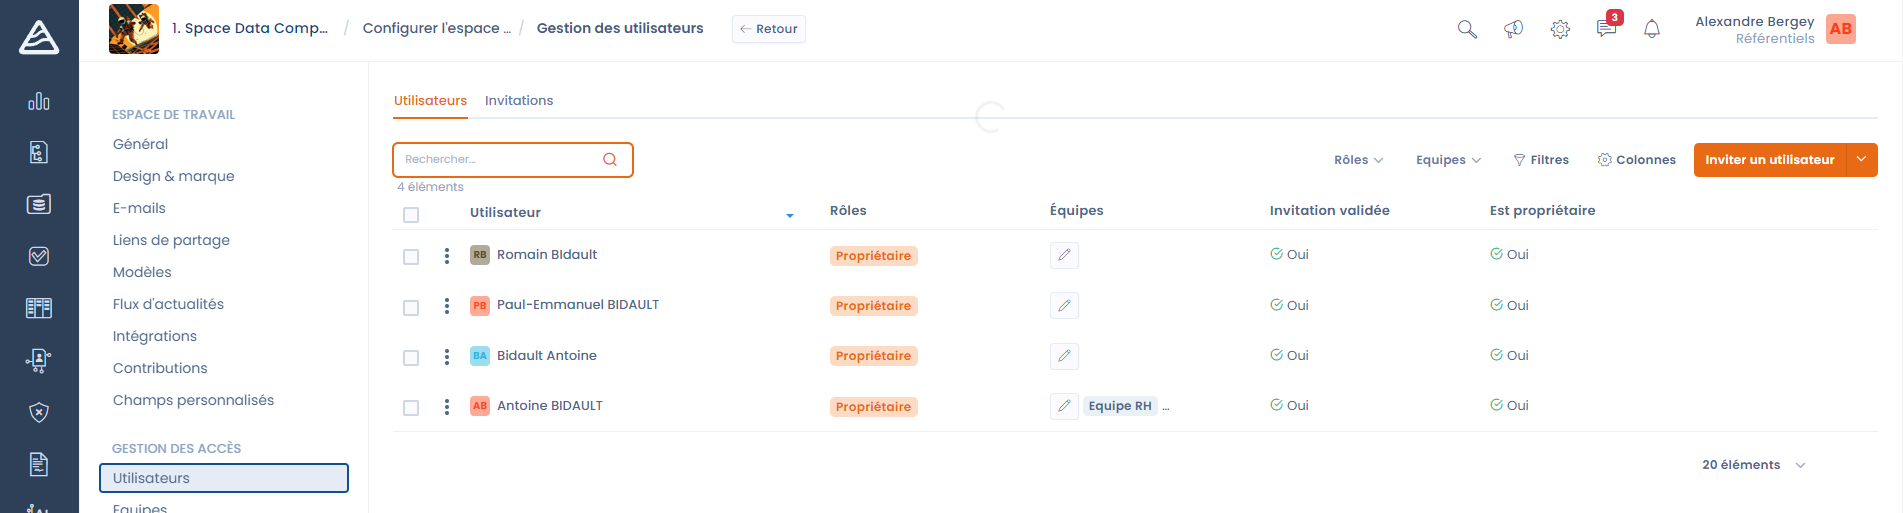 1. Space Data Comp... / Configurer l'espace ... / Gestion des utilisateurs ← Retour
3
Alexandre Bergey
Référentiels
AB
ESPACE DE TRAVAIL
Général
Design & marque
E-mails
Liens de partage
Modèles
Flux d'actualités
Intégrations
Contributions
Champs personnalisés
GESTION DES ACCÈS
Utilisateurs
Equipes
Utilisateurs Invitations
Rechercher...
Rôles Equipes Filtres Colonnes Inviter un utilisateur
4 éléments
Utilisateur Rôles Équipes Invitation validée Est propriétaire
RB Romain BIdault Propriétaire Oui Oui
PB Paul-Emmanuel BIDAULT Propriétaire Oui Oui
BA Bidault Antoine Propriétaire Oui Oui
AB Antoine BIDAULT Propriétaire Equipe RH ... Oui Oui
20 éléments